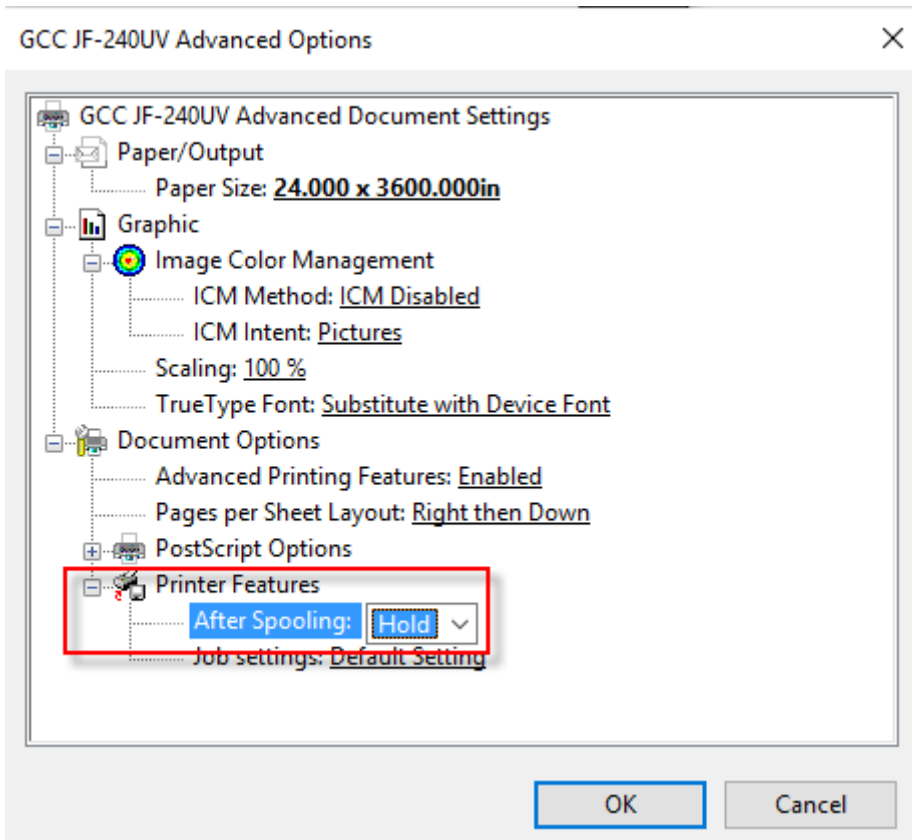 GCC JF-240UV Advanced Options
GCC JF-240UV Advanced Document Settings
Paper/Output
Paper Size: 24.000 x 3600.000in
Graphic
Image Color Management
ICM Method: ICM Disabled
ICM Intent: Pictures
Scaling: 100 %
TrueType Font: Substitute with Device Font
Document Options
Advanced Printing Features: Enabled
Pages per Sheet Layout: Right then Down
PostScript Options
Printer Features
After Spooling: Hold
Job settings: Default Setting
OK Cancel